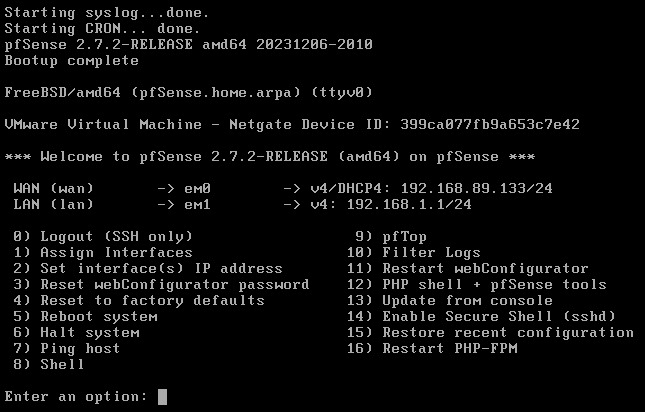 Starting syslog...done.
Starting CRON... done.
pfSense 2.7.2-RELEASE amd64 20231206-2010
Bootup complete
FreeBSD/amd64 (pfSense.home.arpa) (ttyv0)
VMware Virtual Machine - Netgate Device ID: 399ca077fb9a653c7e42
*** Welcome to pfSense 2.7.2-RELEASE (amd64) on pfSense ***
WAN (wan)       -> em0        -> v4/DHCP4: 192.168.89.133/24
LAN (lan)       -> em1        -> v4: 192.168.1.1/24
0) Logout (SSH only)                  9) pfTop
1) Assign Interfaces                 10) Filter Logs
2) Set interface(s) IP address       11) Restart webConfigurator
3) Reset webConfigurator password    12) PHP shell + pfSense tools
4) Reset to factory defaults         13) Update from console
5) Reboot system                     14) Enable Secure Shell (sshd)
6) Halt system                       15) Restore recent configuration
7) Ping host                         16) Restart PHP-FPM
8) Shell
Enter an option: